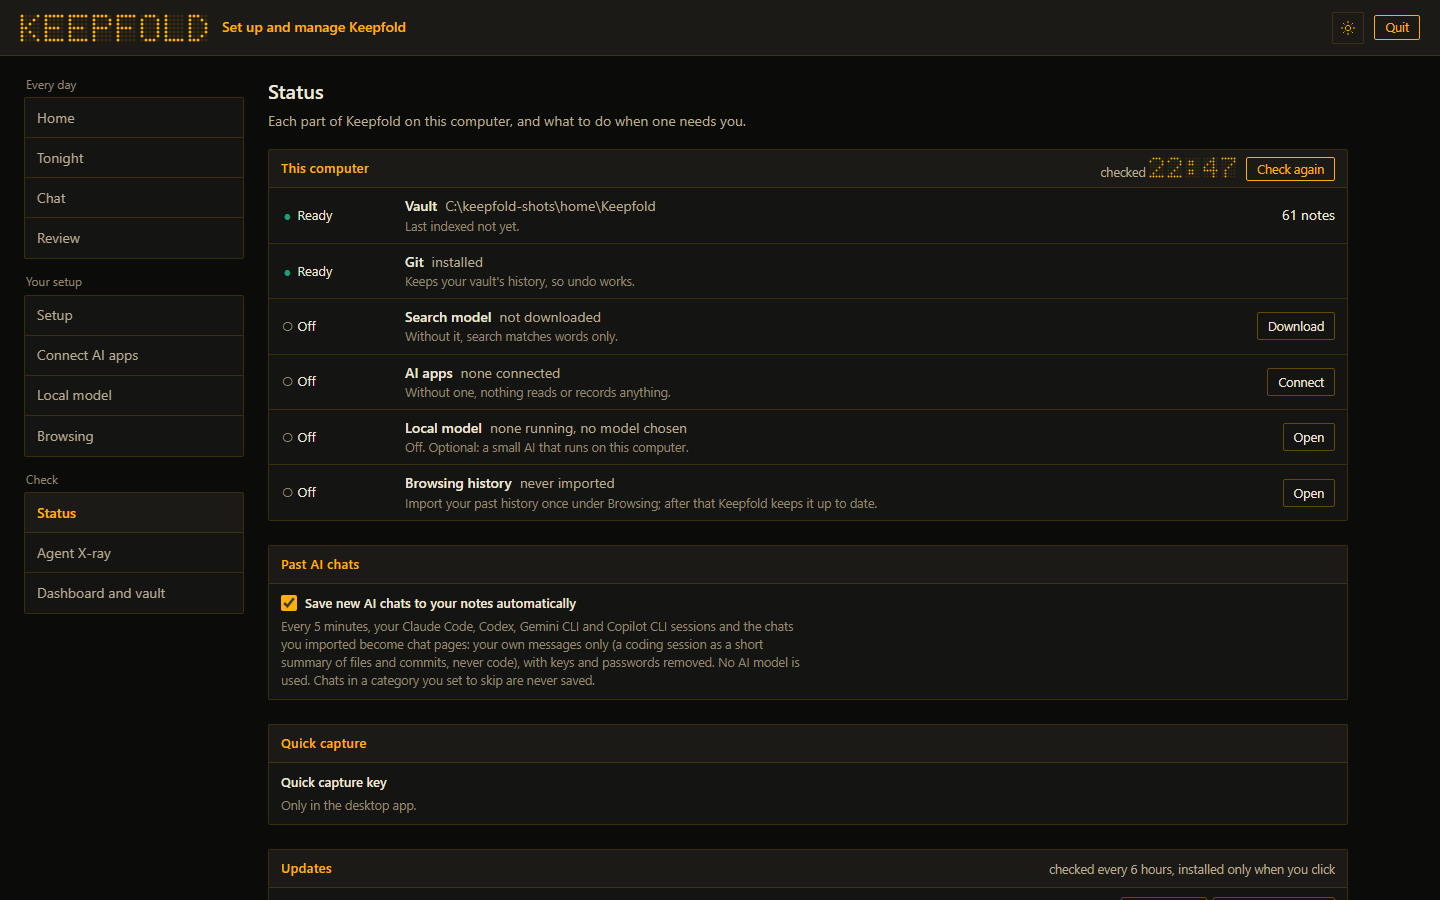 KEEPFOLD Set up and manage Keepfold Quit
Every day
Home
Tonight
Chat
Review
Your setup
Setup
Connect AI apps
Local model
Browsing
Check
Status
Agent X-ray
Dashboard and vault
Status
Each part of Keepfold on this computer, and what to do when one needs you.
This computer checked 22:47 Check again
Ready Vault C:\keepfold-shots\home\Keepfold 61 notes
Last indexed not yet.
Ready Git installed
Keeps your vault's history, so undo works.
Off Search model not downloaded Download
Without it, search matches words only.
Off AI apps none connected Connect
Without one, nothing reads or records anything.
Off Local model none running, no model chosen Open
Off. Optional: a small AI that runs on this computer.
Off Browsing history never imported Open
Import your past history once under Browsing; after that Keepfold keeps it up to date.
Past AI chats
Save new AI chats to your notes automatically
Every 5 minutes, your Claude Code, Codex, Gemini CLI and Copilot CLI sessions and the chats
you imported become chat pages: your own messages only (a coding session as a short
summary of files and commits, never code), with keys and passwords removed. No AI model is
used. Chats in a category you set to skip are never saved.
Quick capture
Quick capture key
Only in the desktop app.
Updates checked every 6 hours, installed only when you click